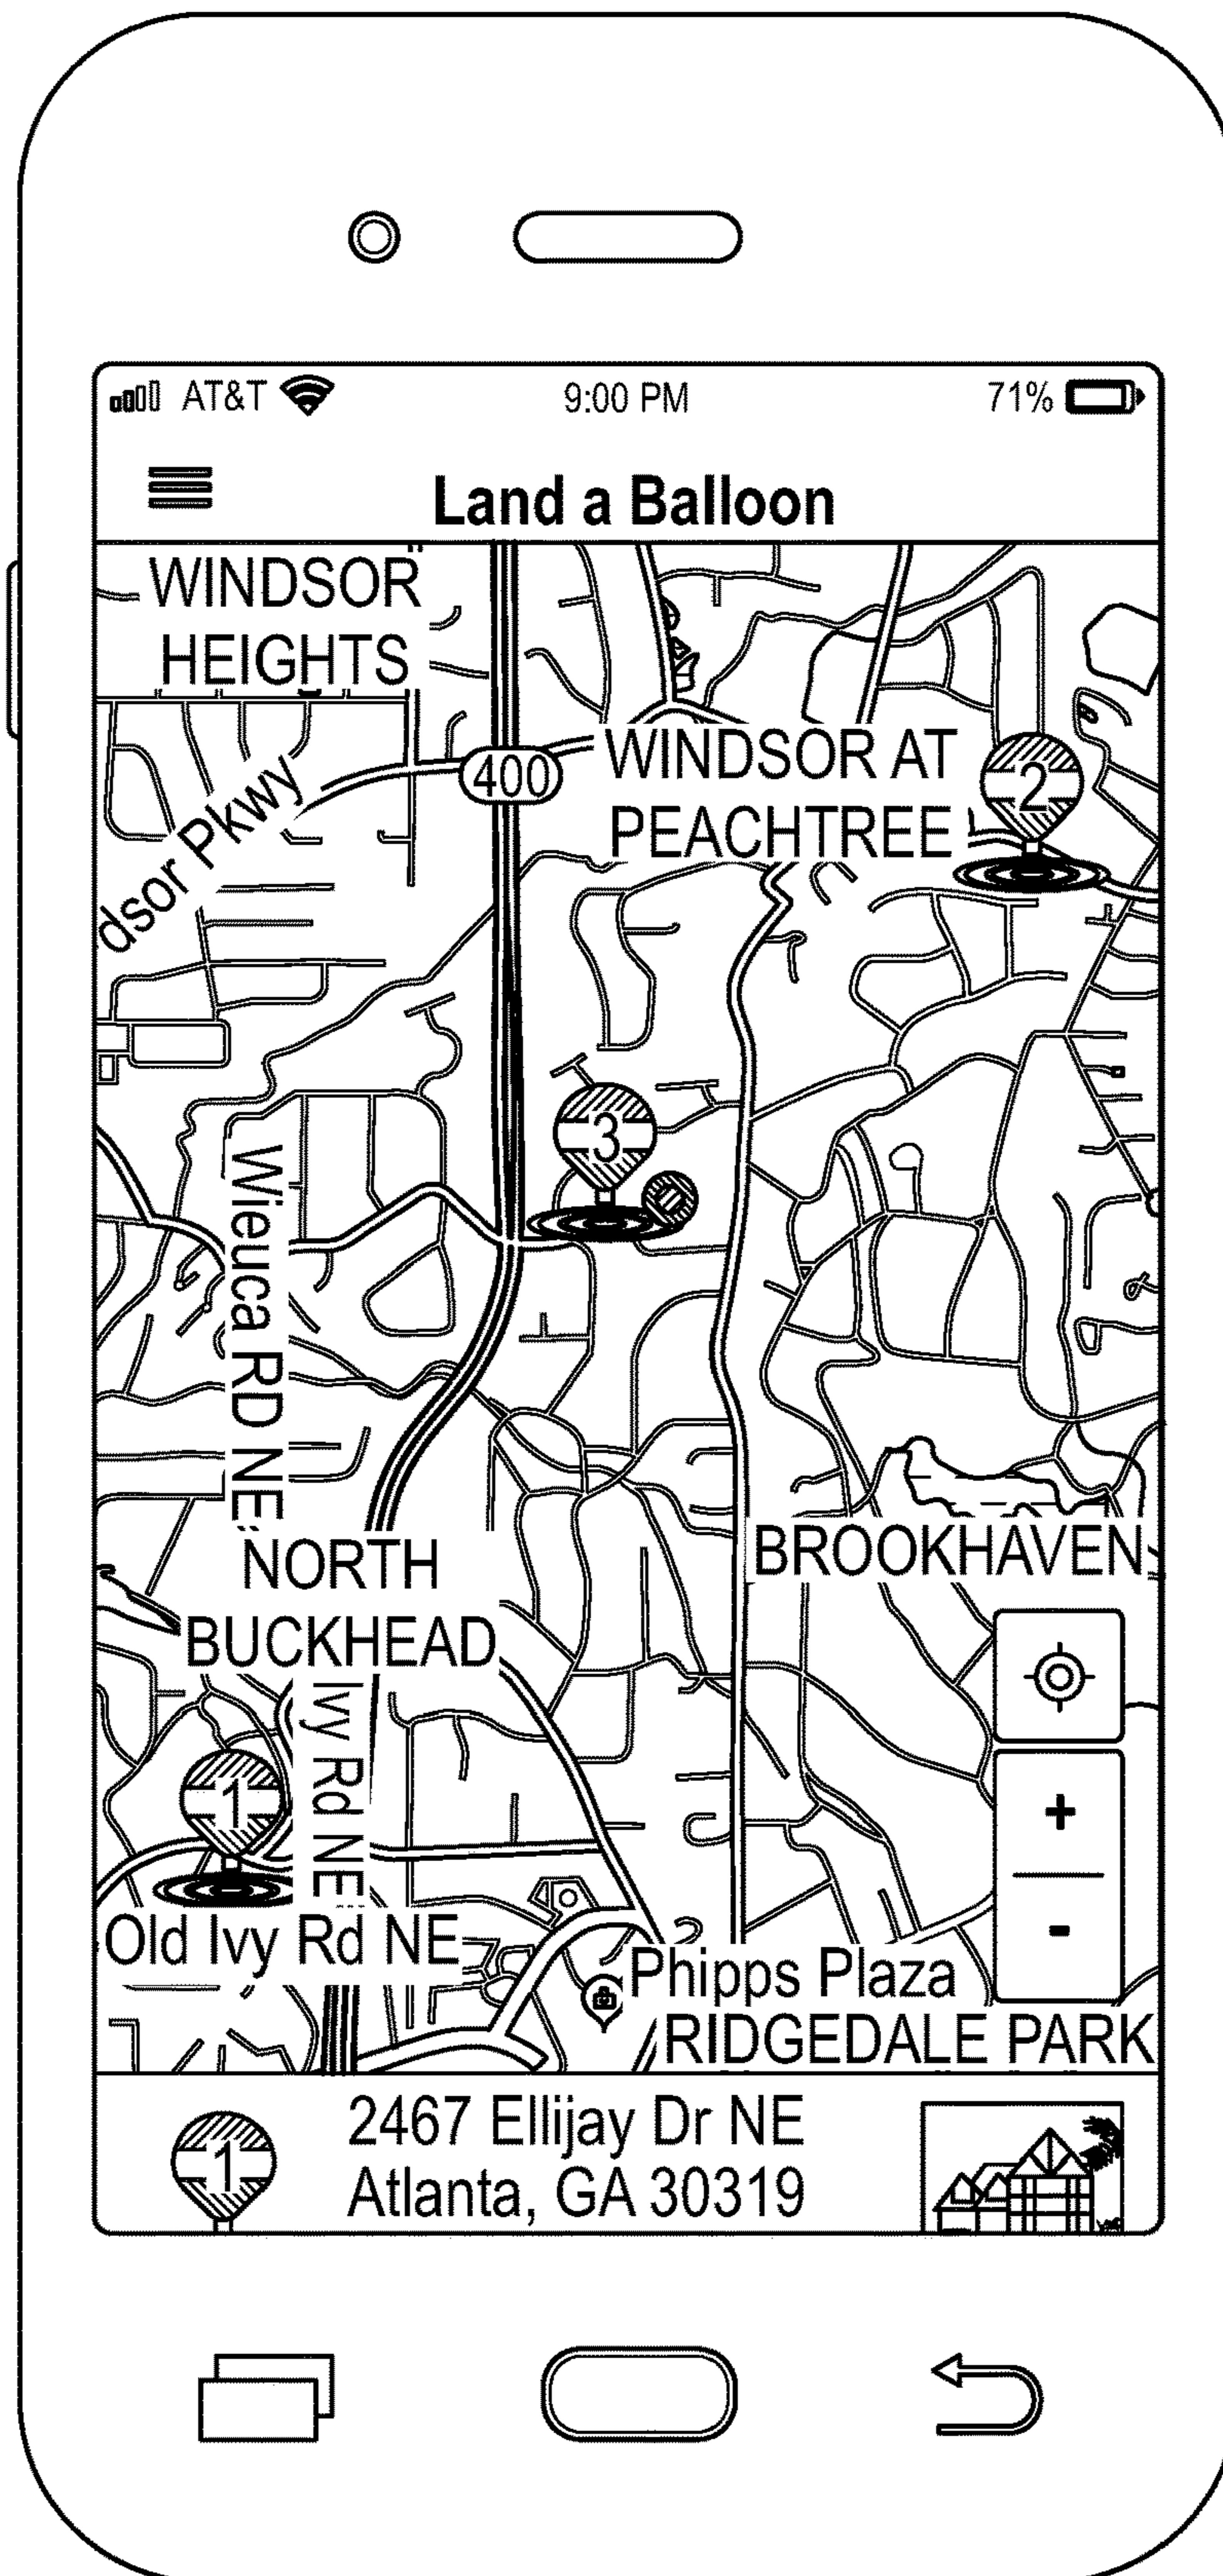 AT&T 9:00 PM 71%
Land a Balloon
WINDSOR
HEIGHTS
400
WINDSOR AT
PEACHTREE
2
dsor Pkwy
3
Wieuca RD NE
NORTH
BUCKHEAD
BROOKHAVEN
Ivy Rd NE
1
+
-
Old Ivy Rd NE
Phipps Plaza
RIDGEDALE PARK
1
2467 Ellijay Dr NE
Atlanta, GA 30319